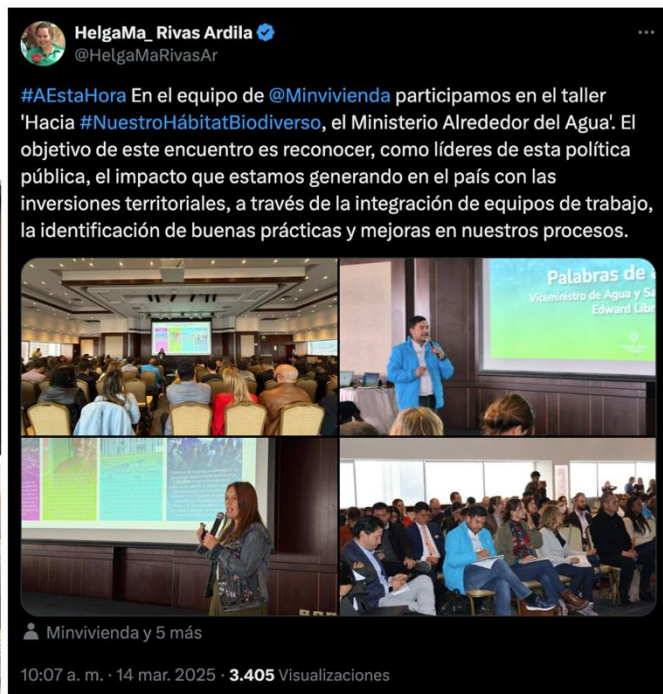 HelgaMa_ Rivas Ardila
@HelgaMaRivasAr
#AEstaHora En el equipo de @Minvivienda participamos en el taller
'Hacia #NuestroHábitatBiodiverso, el Ministerio Alrededor del Agua'. El
objetivo de este encuentro es reconocer, como líderes de esta política
pública, el impacto que estamos generando en el país con las
inversiones territoriales, a través de la integración de equipos de trabajo,
la identificación de buenas prácticas y mejoras en nuestros procesos.
Palabras de
Viceministro de Agua y Sa
Edward Libr
Minvivienda y 5 más
10:07 a. m. · 14 mar. 2025 · 3.405 Visualizaciones